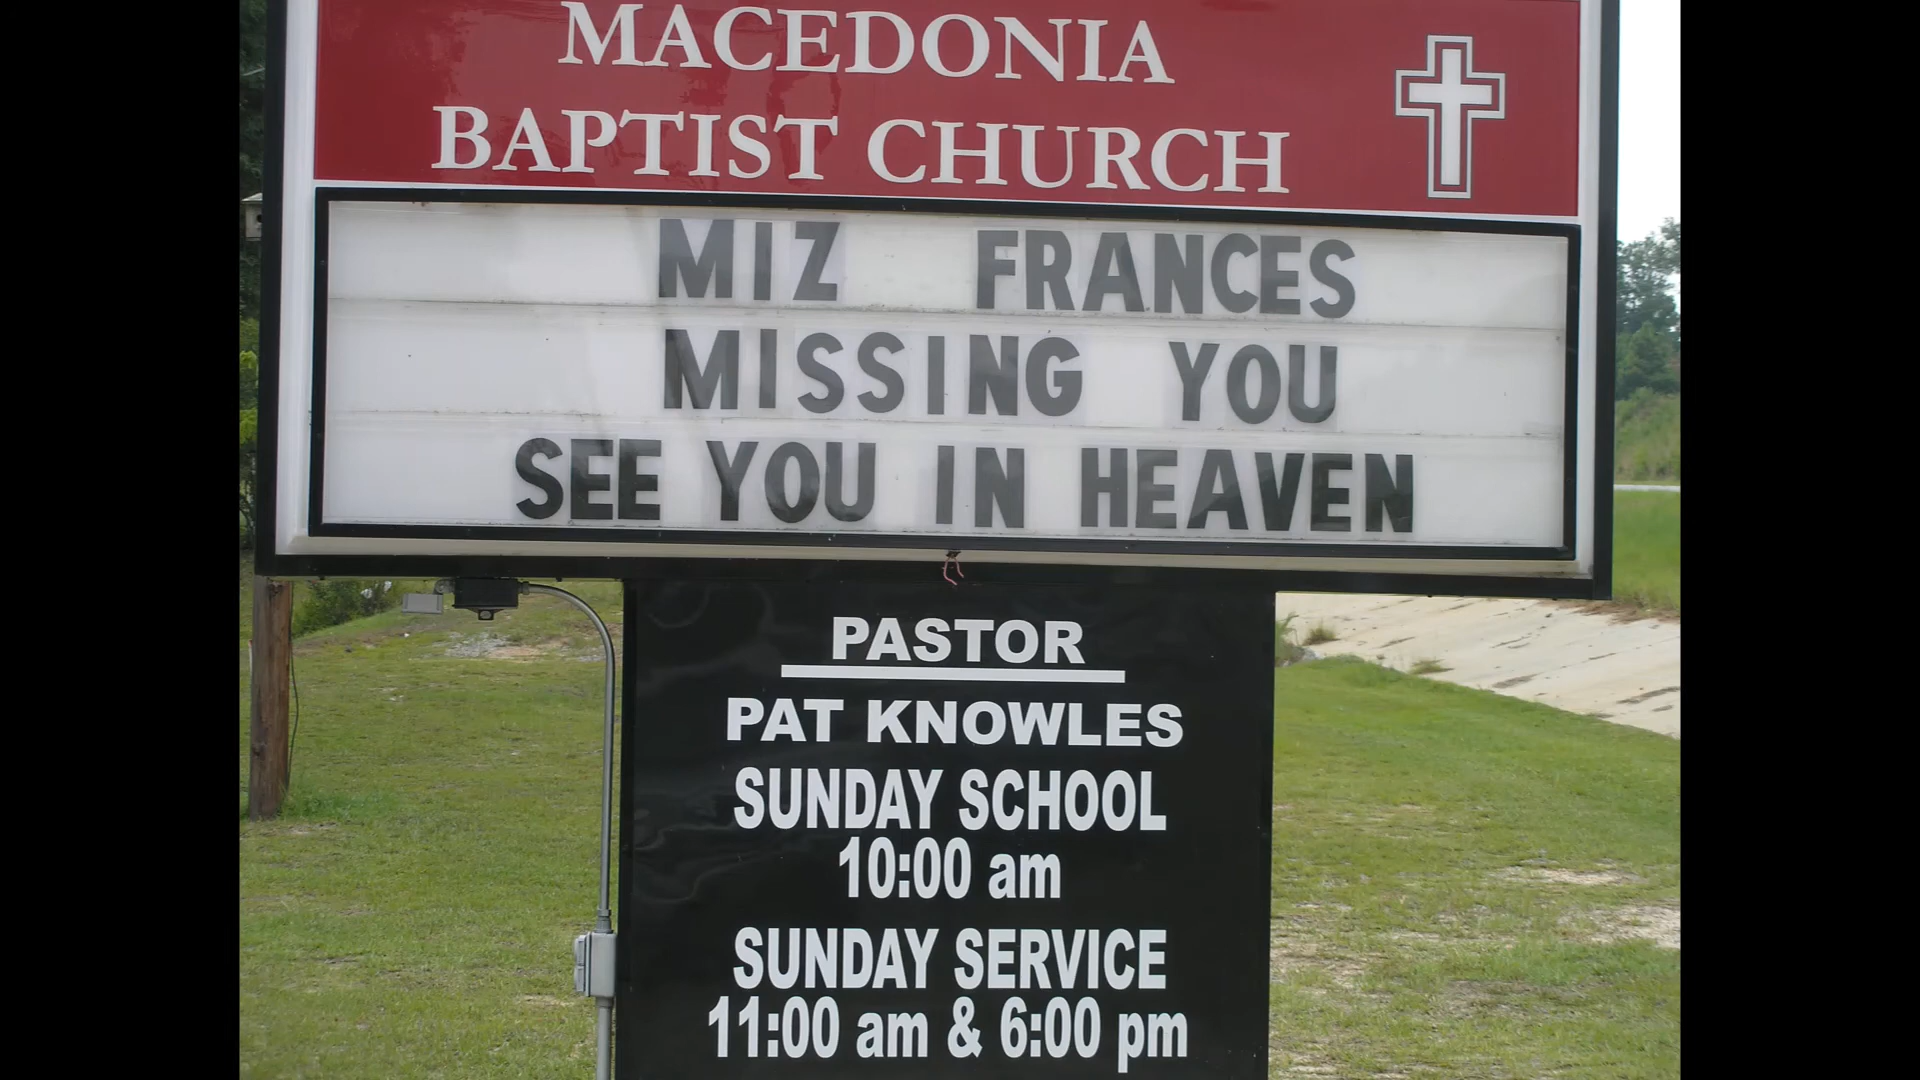 MACEDONIA
BAPTIST CHURCH
MIZ FRANCES
MISSING YOU
SEE YOU IN HEAVEN
PASTOR
PAT KNOWLES
SUNDAY SCHOOL
10:00 am
SUNDAY SERVICE
11:00 am & 6:00 pm